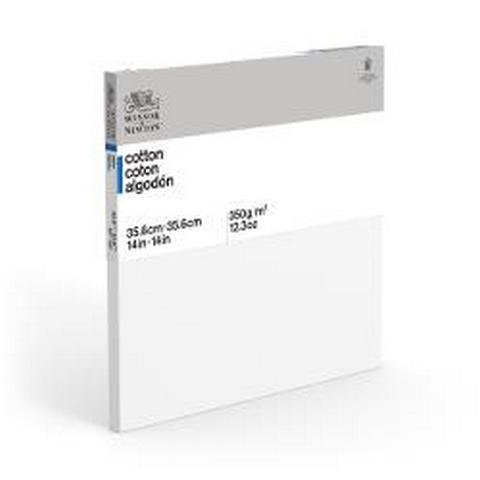 WINSOR
& NEWTON
cotton
coton
algodón
35.6cm · 35.6cm
14in · 14in
350g/m²
12.3oz